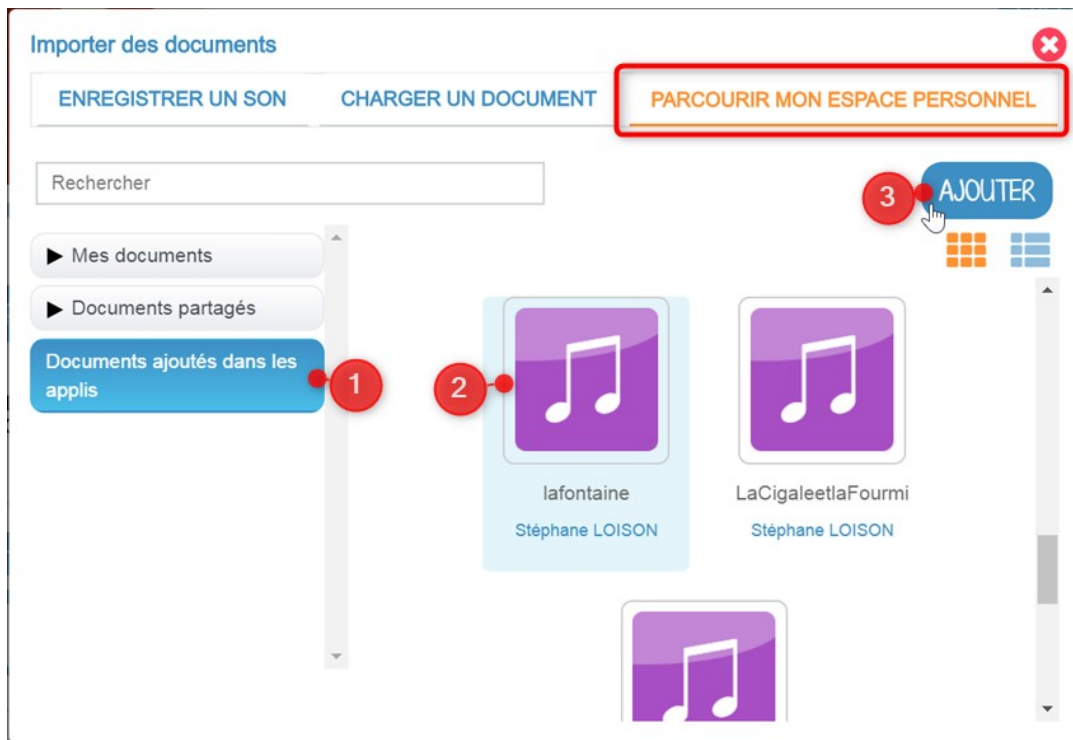 Importer des documents
ENREGISTRER UN SON
CHARGER UN DOCUMENT
PARCOURIR MON ESPACE PERSONNEL
Rechercher
3
AJOUTER
▶ Mes documents
▶ Documents partagés
Documents ajoutés dans les
applis
1
2
lafontaine
Stéphane LOISON
LaCigaleetlaFourmi
Stéphane LOISON